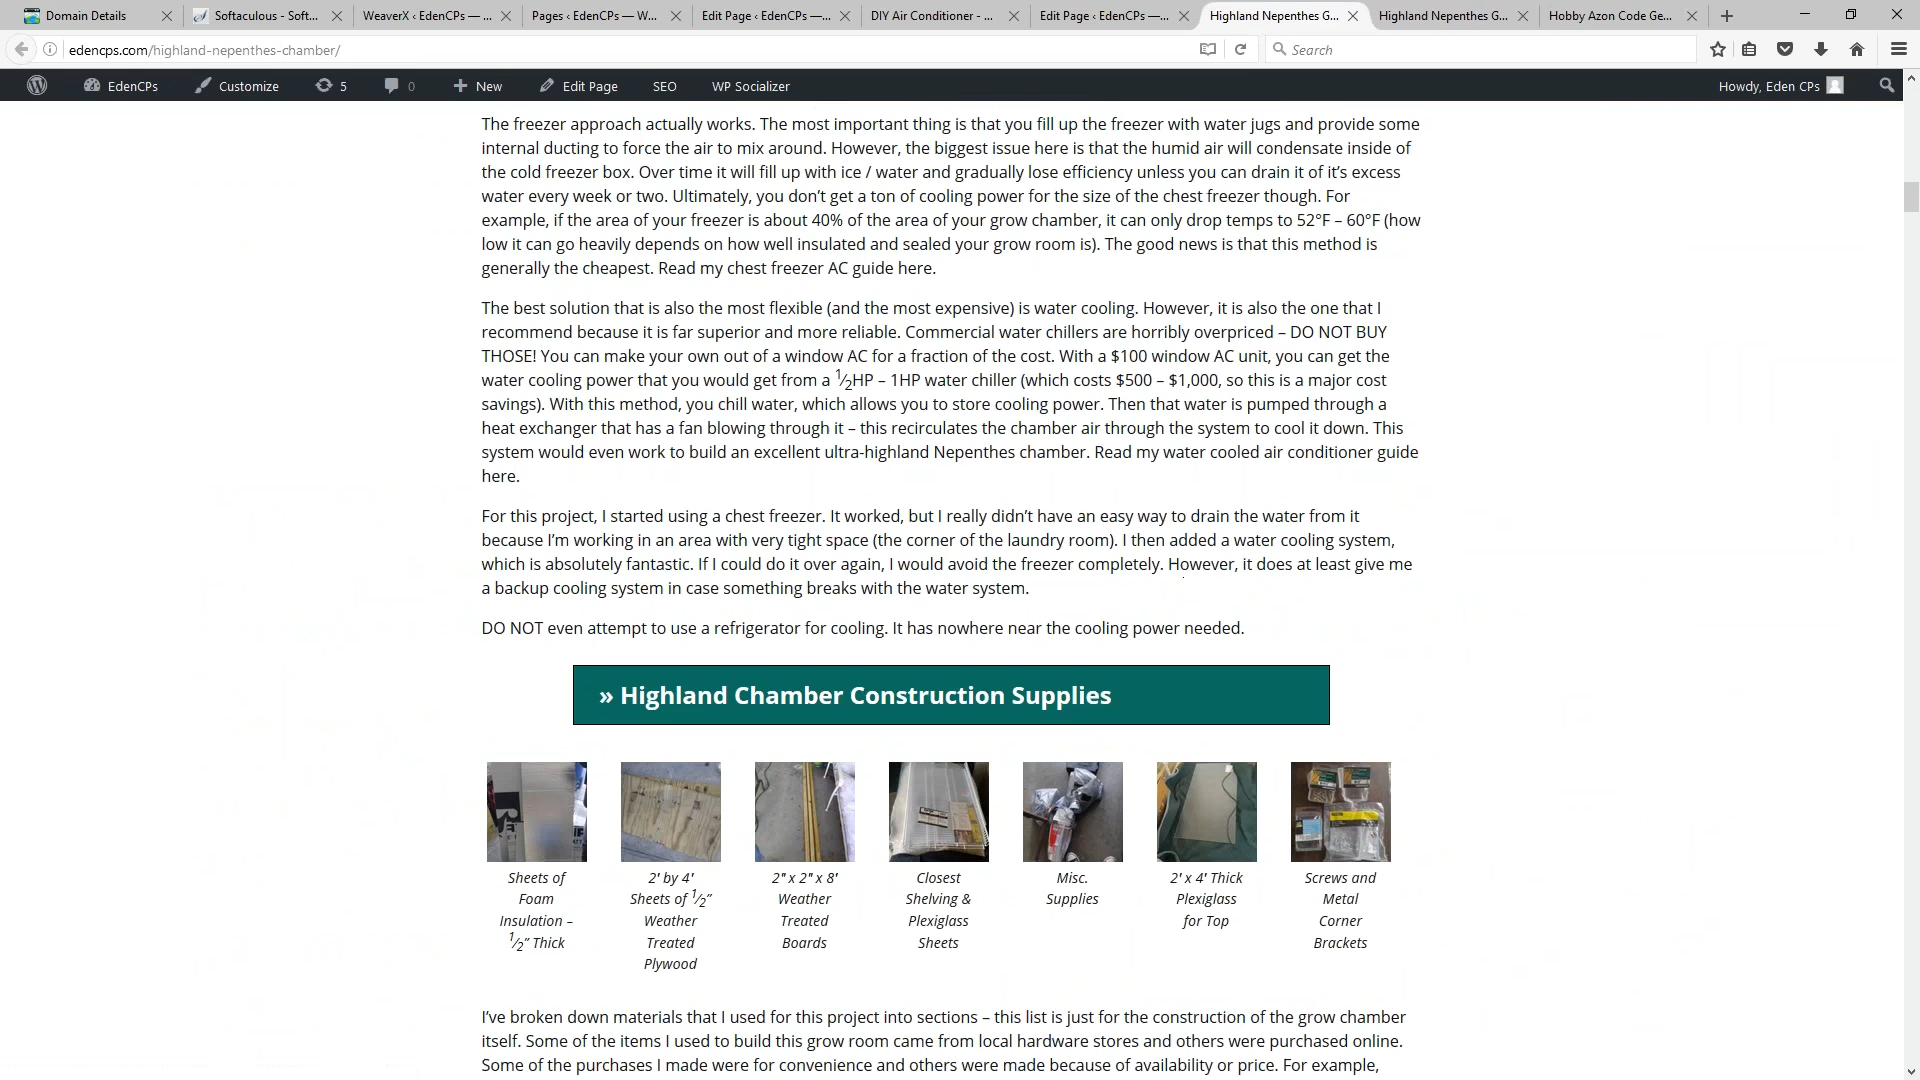 Domain Details
Softaculous - Soft...
WeaverX ‹ EdenCPs — ...
Pages ‹ EdenCPs — W...
Edit Page ‹ EdenCPs —...
DIY Air Conditioner - ...
Edit Page ‹ EdenCPs —...
Highland Nepenthes G...
Highland Nepenthes G...
Hobby Azon Code Ge...
edencps.com/highland-nepenthes-chamber/
Search
EdenCPs
Customize
5
0
New
Edit Page
SEO
WP Socializer
Howdy, Eden CPs
The freezer approach actually works. The most important thing is that you fill up the freezer with water jugs and provide some
internal ducting to force the air to mix around. However, the biggest issue here is that the humid air will condensate inside of
the cold freezer box. Over time it will fill up with ice / water and gradually lose efficiency unless you can drain it of it’s excess
water every week or two. Ultimately, you don’t get a ton of cooling power for the size of the chest freezer though. For
example, if the area of your freezer is about 40% of the area of your grow chamber, it can only drop temps to 52°F – 60°F (how
low it can go heavily depends on how well insulated and sealed your grow room is). The good news is that this method is
generally the cheapest. Read my chest freezer AC guide here.
The best solution that is also the most flexible (and the most expensive) is water cooling. However, it is also the one that I
recommend because it is far superior and more reliable. Commercial water chillers are horribly overpriced – DO NOT BUY
THOSE! You can make your own out of a window AC for a fraction of the cost. With a $100 window AC unit, you can get the
water cooling power that you would get from a ½HP – 1HP water chiller (which costs $500 – $1,000, so this is a major cost
savings). With this method, you chill water, which allows you to store cooling power. Then that water is pumped through a
heat exchanger that has a fan blowing through it – this recirculates the chamber air through the system to cool it down. This
system would even work to build an excellent ultra-highland Nepenthes chamber. Read my water cooled air conditioner guide
here.
For this project, I started using a chest freezer. It worked, but I really didn’t have an easy way to drain the water from it
because I’m working in an area with very tight space (the corner of the laundry room). I then added a water cooling system,
which is absolutely fantastic. If I could do it over again, I would avoid the freezer completely. However, it does at least give me
a backup cooling system in case something breaks with the water system.
DO NOT even attempt to use a refrigerator for cooling. It has nowhere near the cooling power needed.
» Highland Chamber Construction Supplies
Sheets of
Foam
Insulation –
½” Thick
2' by 4'
Sheets of ½”
Weather
Treated
Plywood
2" x 2" x 8'
Weather
Treated
Boards
Closest
Shelving &
Plexiglass
Sheets
Misc.
Supplies
2' x 4' Thick
Plexiglass
for Top
Screws and
Metal
Corner
Brackets
I’ve broken down materials that I used for this project into sections – this list is just for the construction of the grow chamber
itself. Some of the items I used to build this grow room came from local hardware stores and others were purchased online.
Some of the purchases I made were for convenience and others were made because of availability or price. For example,